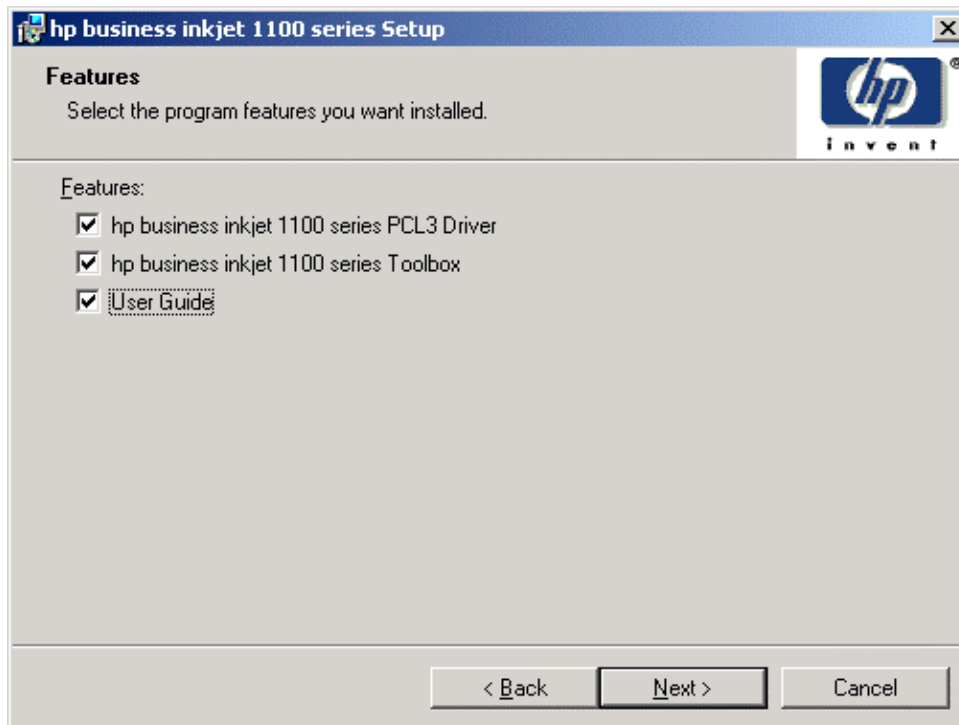 hp business inkjet 1100 series Setup
Features
Select the program features you want installed.
hp ®
invent
Features:
hp business inkjet 1100 series PCL3 Driver
hp business inkjet 1100 series Toolbox
User Guide
< Back
Next >
Cancel